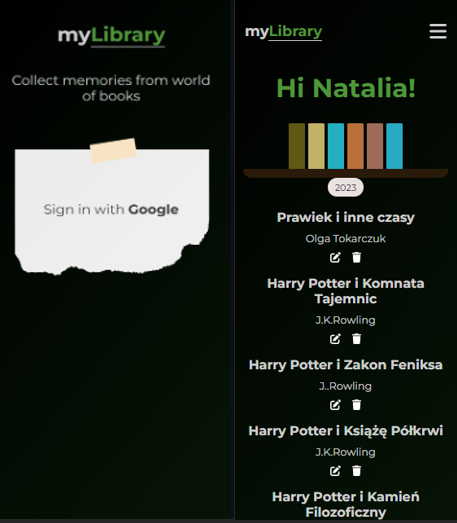 myLibrary
Collect memories from world
of books
Sign in with Google
myLibrary
Hi Natalia!
2023
Prawiek i inne czasy
Olga Tokarczuk
Harry Potter i Komnata
Tajemnic
J.K.Rowling
Harry Potter i Zakon Feniksa
J..Rowling
Harry Potter i Książę Półkrwi
J.K.Rowling
Harry Potter i Kamień
Filozoficzny